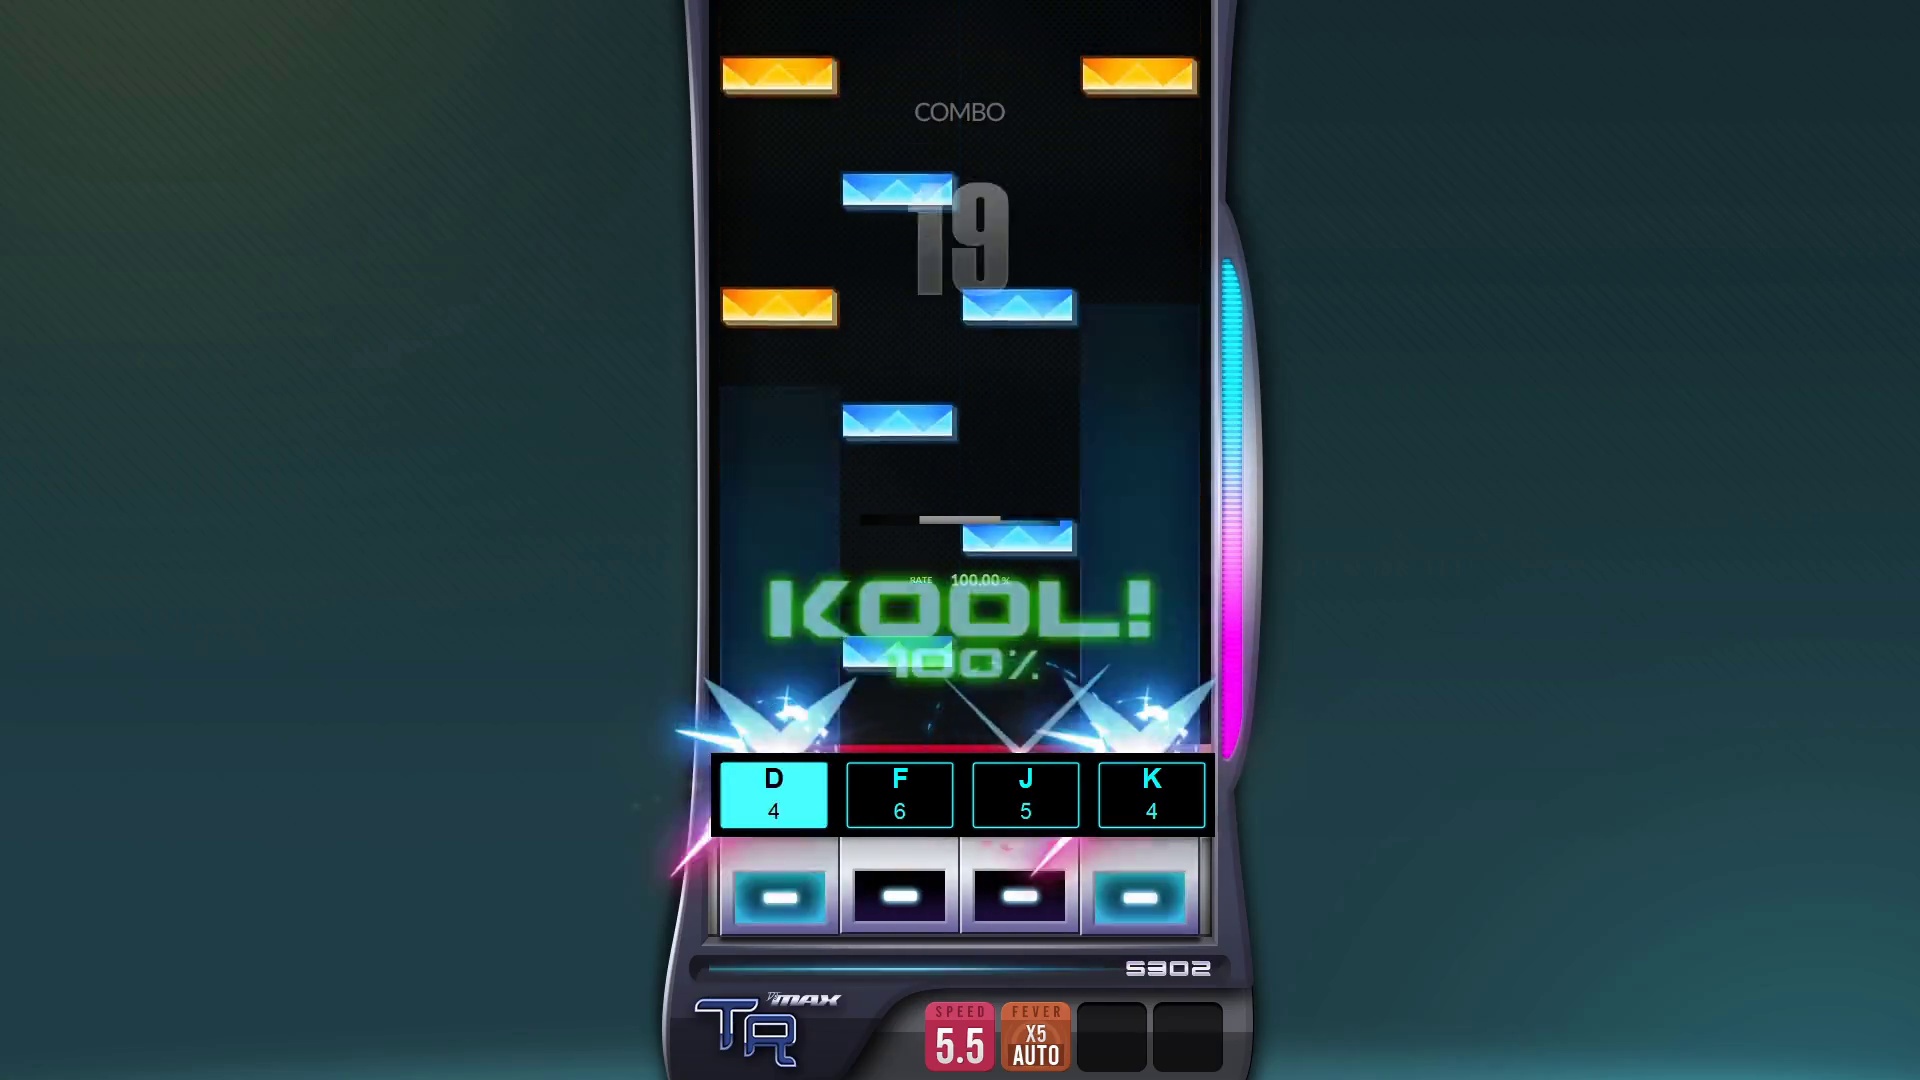 COMBO
19
RATE 100.00%
KOOL!
100%
D F J K
4 6 5 4
S302
MAX
TR
SPEED FEVER
5.5 X5
AUTO